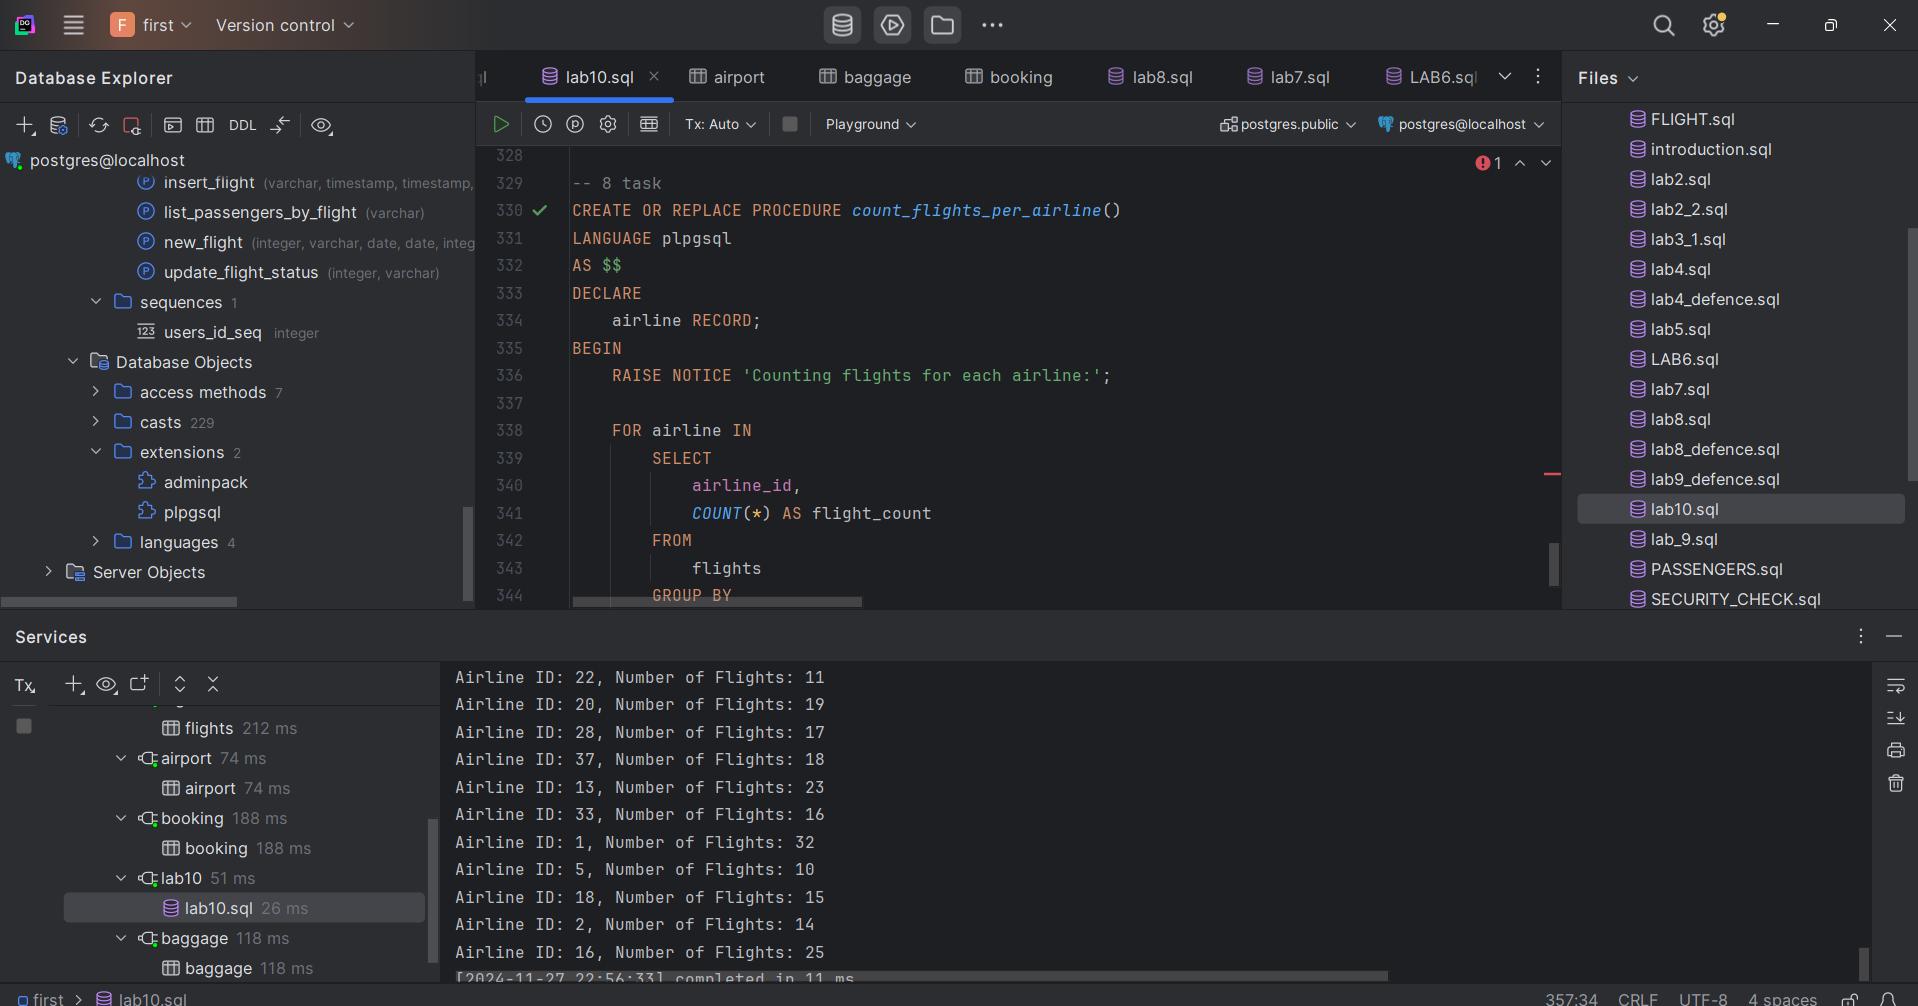 F first Version control
Database Explorer
DDL
postgres@localhost
insert_flight (varchar, timestamp, timestamp,
list_passengers_by_flight (varchar)
new_flight (integer, varchar, date, date, integ
update_flight_status (integer, varchar)
sequences 1
123 users_id_seq integer
Database Objects
access methods 7
casts 229
extensions 2
adminpack
plpgsql
languages 4
Server Objects
lab10.sql airport baggage booking lab8.sql lab7.sql LAB6.sql
Tx: Auto Playground postgres.public postgres@localhost
1
328
329 -- 8 task
330 CREATE OR REPLACE PROCEDURE count_flights_per_airline()
331 LANGUAGE plpgsql
332 AS $$
333 DECLARE
334 airline RECORD;
335 BEGIN
336 RAISE NOTICE 'Counting flights for each airline:';
337
338 FOR airline IN
339 SELECT
340 airline_id,
341 COUNT(*) AS flight_count
342 FROM
343 flights
344 GROUP BY
Files
FLIGHT.sql
introduction.sql
lab2.sql
lab2_2.sql
lab3_1.sql
lab4.sql
lab4_defence.sql
lab5.sql
LAB6.sql
lab7.sql
lab8.sql
lab8_defence.sql
lab9_defence.sql
lab10.sql
lab_9.sql
PASSENGERS.sql
SECURITY_CHECK.sql
Services
Tx
flights 212 ms
airport 74 ms
airport 74 ms
booking 188 ms
booking 188 ms
lab10 51 ms
lab10.sql 26 ms
baggage 118 ms
baggage 118 ms
Airline ID: 22, Number of Flights: 11
Airline ID: 20, Number of Flights: 19
Airline ID: 28, Number of Flights: 17
Airline ID: 37, Number of Flights: 18
Airline ID: 13, Number of Flights: 23
Airline ID: 33, Number of Flights: 16
Airline ID: 1, Number of Flights: 32
Airline ID: 5, Number of Flights: 10
Airline ID: 18, Number of Flights: 15
Airline ID: 2, Number of Flights: 14
Airline ID: 16, Number of Flights: 25
[2024-11-27 22:56:33] completed in 11 ms
first > lab10.sql
357:34 CRLF UTF-8 4 spaces